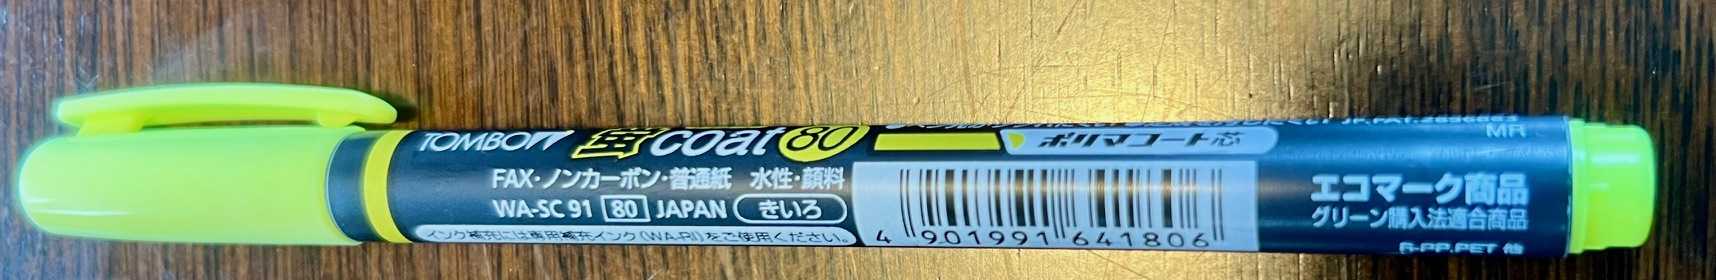 TOMBOW 蛍coat 80
ポリマコート芯
MR
FAX・ノンカーボン・普通紙 水性・顔料
WA-SC 91 80 JAPAN きいろ
インク補充には専用補充インク(WA-RI)をご使用ください。
4 901991 641806
エコマーク商品
グリーン購入法適合商品
R-PP.PET 他